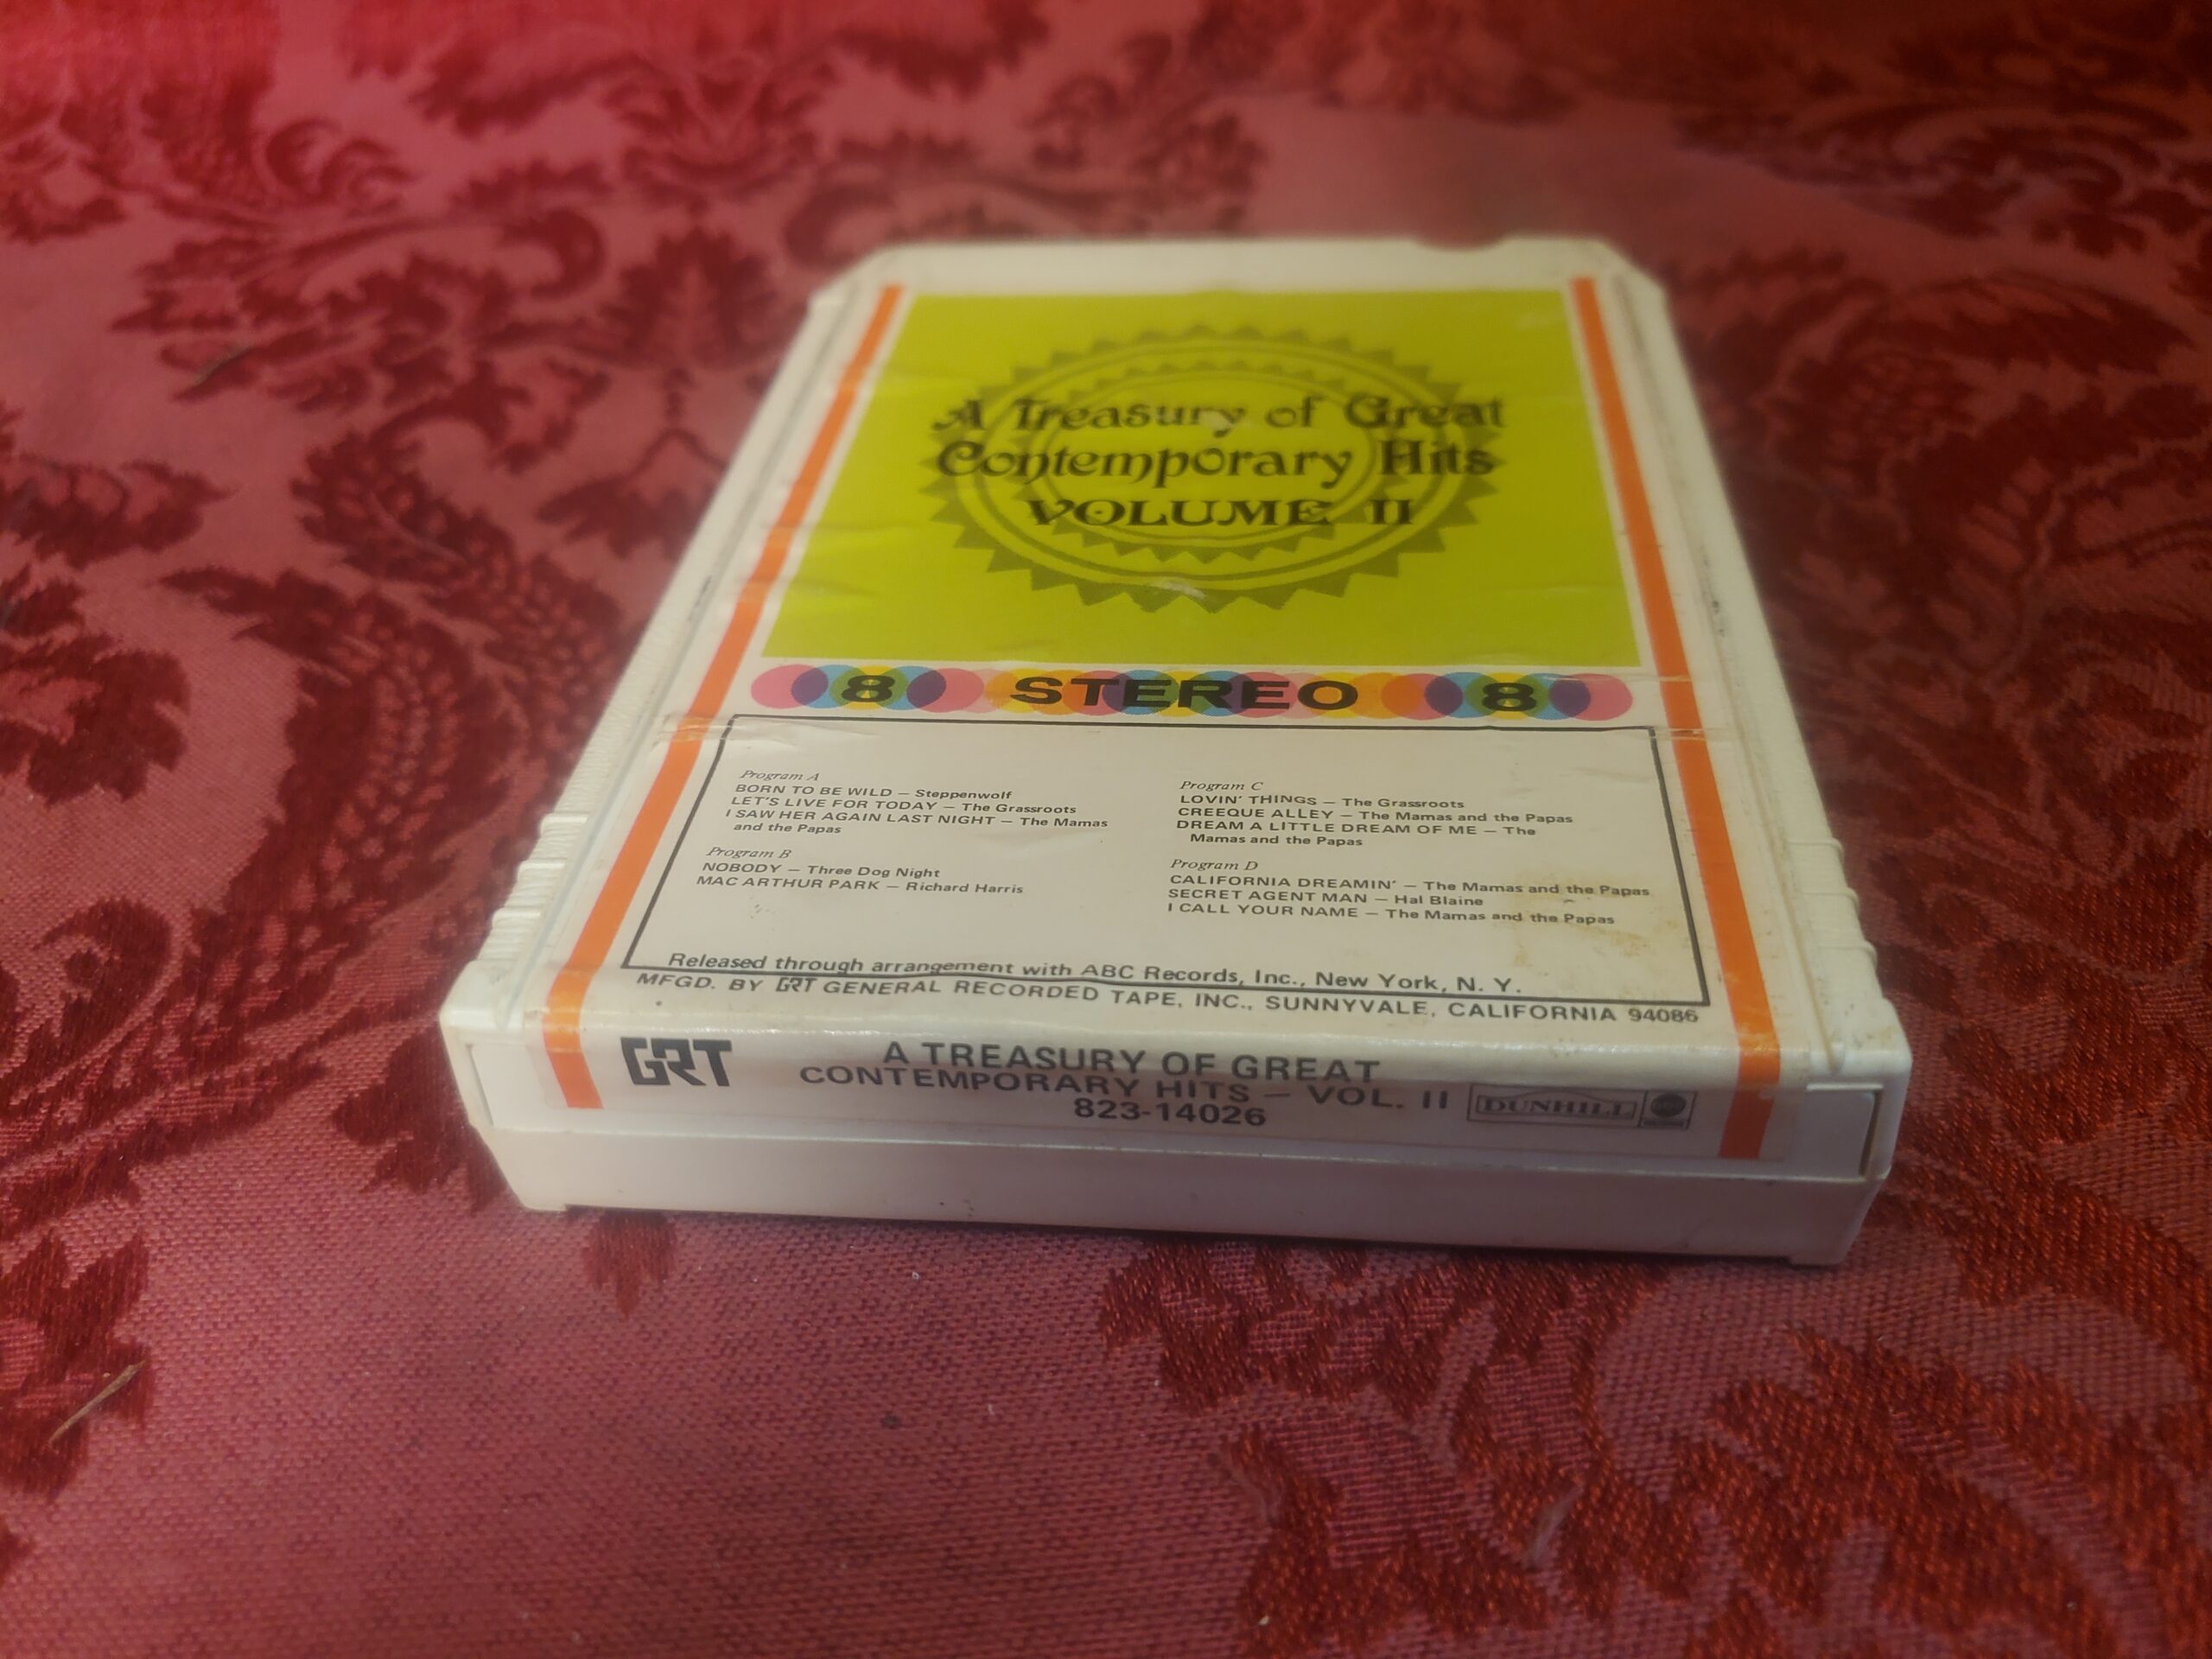 A Treasury of Great
Contemporary Hits
VOLUME II
8 STEREO 8
Program A
BORN TO BE WILD — Steppenwolf
LET'S LIVE FOR TODAY — The Grassroots
I SAW HER AGAIN LAST NIGHT — The Mamas
and the Papas
Program B
NOBODY — Three Dog Night
MAC ARTHUR PARK — Richard Harris
Program C
LOVIN' THINGS — The Grassroots
CREEQUE ALLEY — The Mamas and the Papas
DREAM A LITTLE DREAM OF ME — The
Mamas and the Papas
Program D
CALIFORNIA DREAMIN' — The Mamas and the Papas
SECRET AGENT MAN — Hal Blaine
I CALL YOUR NAME — The Mamas and the Papas
Released through arrangement with ABC Records, Inc., New York, N. Y.
MFGD. BY GRT GENERAL RECORDED TAPE, INC., SUNNYVALE, CALIFORNIA 94086
GRT
A TREASURY OF GREAT
CONTEMPORARY HITS — VOL. II
823-14026
DUNHILL